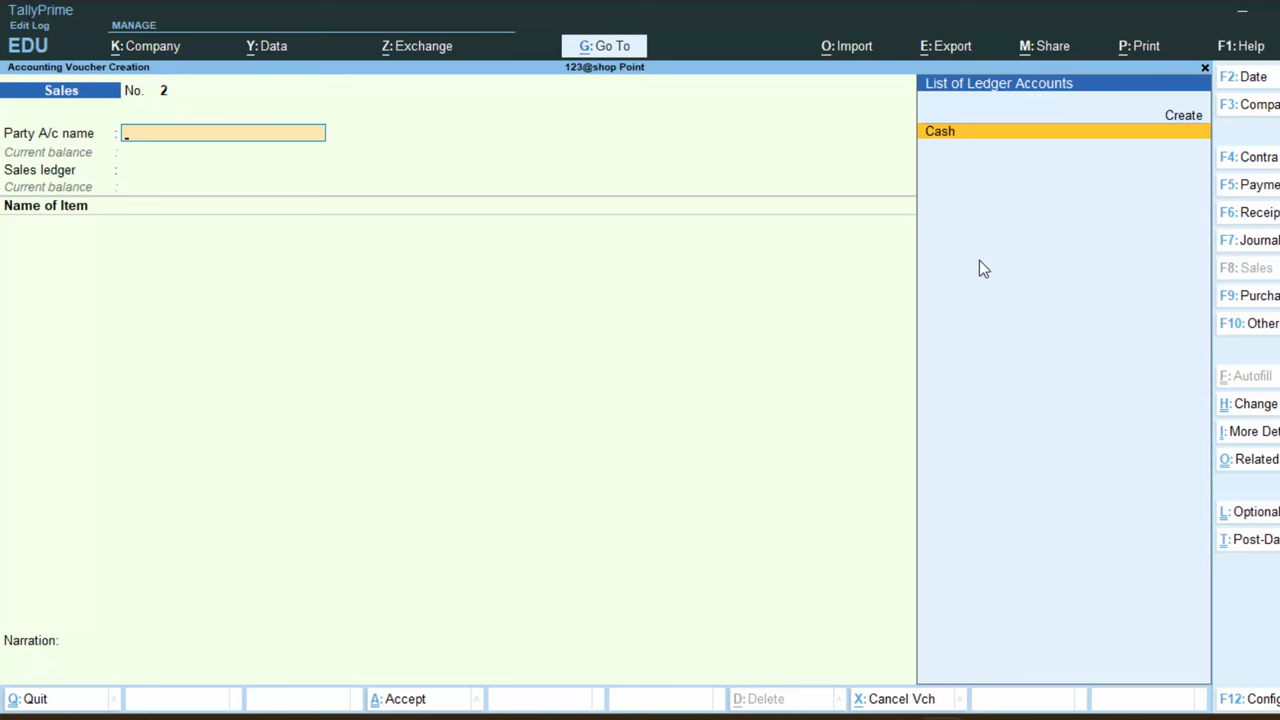 TallyPrime
Edit Log
EDU
MANAGE
K: Company
Y: Data
Z: Exchange
G: Go To
O: Import
E: Export
M: Share
P: Print
F1: Help
Accounting Voucher Creation
123@shop Point
Sales No. 2
Party A/c name :
Current balance :
Sales ledger :
Current balance :
Name of Item
Narration:
List of Ledger Accounts
Create
Cash
F2: Date
F3: Compa
F4: Contra
F5: Payme
F6: Receip
F7: Journal
F8: Sales
F9: Purcha
F10: Other
F: Autofill
H: Change
I: More Det
O: Related
L: Optional
T: Post-Da
Q: Quit
A: Accept
D: Delete
X: Cancel Vch
F12: Config